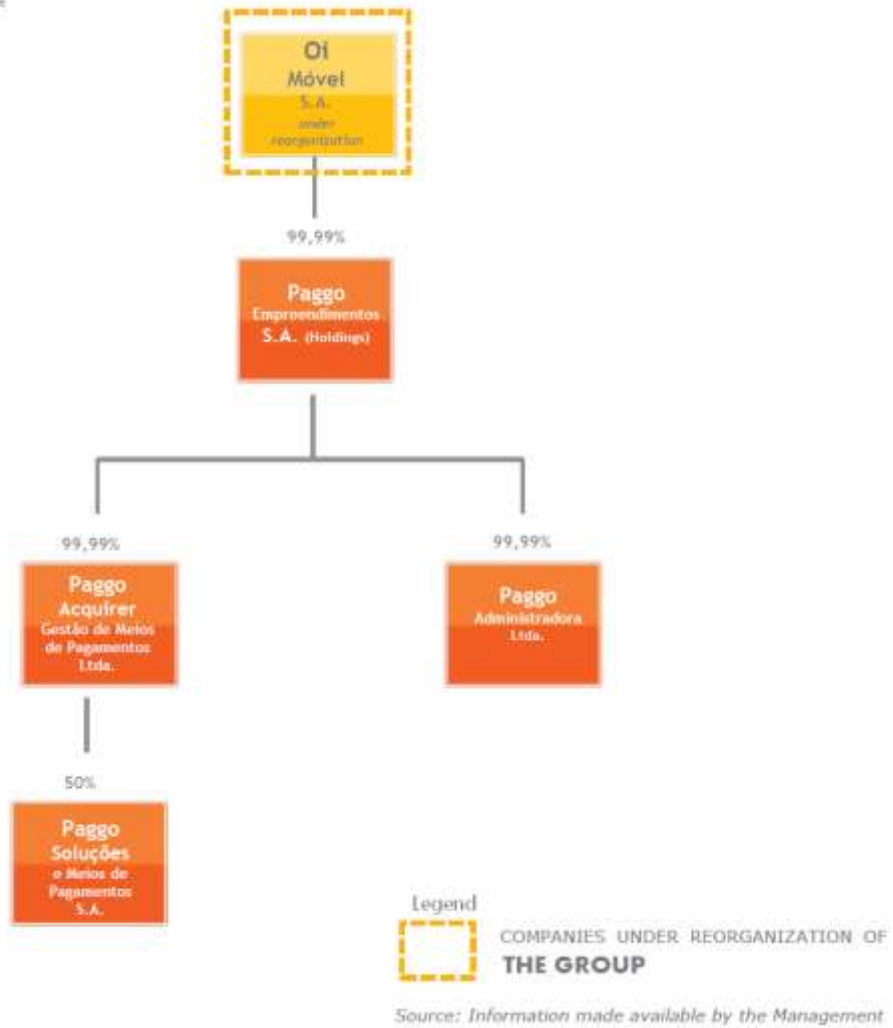 Oi
Móvel
S.A.
under
reorganization
99,99%
Paggo
Empreendimentos
S.A. (Holdings)
99,99%
99,99%
Paggo
Acquirer
Gestão de Meios
de Pagamentos
Ltda.
Paggo
Administradora
Ltda.
50%
Paggo
Soluções
e Meios de
Pagamentos
S.A.
Legend
COMPANIES UNDER REORGANIZATION OF
THE GROUP
Source: Information made available by the Management